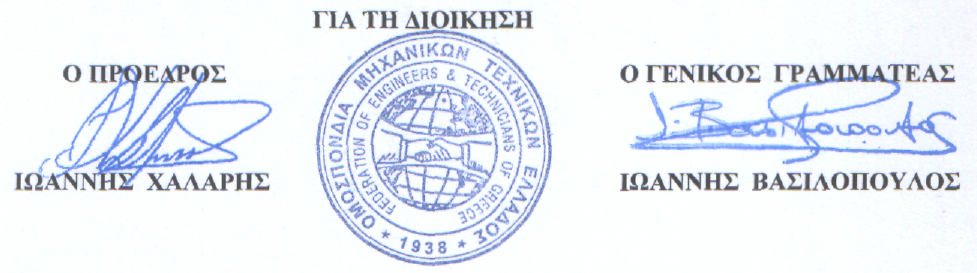 ΓΙΑ ΤΗ ΔΙΟΙΚΗΣΗ
Ο ΠΡΟΕΔΡΟΣ
Ο ΓΕΝΙΚΟΣ ΓΡΑΜΜΑΤΕΑΣ
ΟΜΟΣΠΟΝΔΙΑ ΜΗΧΑΝΙΚΩΝ ΤΕΧΝΙΚΩΝ ΕΛΛΑΔΟΣ
FEDERATION OF ENGINEERS & TECHNICIANS OF GREECE
* 1938 *
ΙΩΑΝΝΗΣ ΧΑΛΑΡΗΣ
ΙΩΑΝΝΗΣ ΒΑΣΙΛΟΠΟΥΛΟΣ